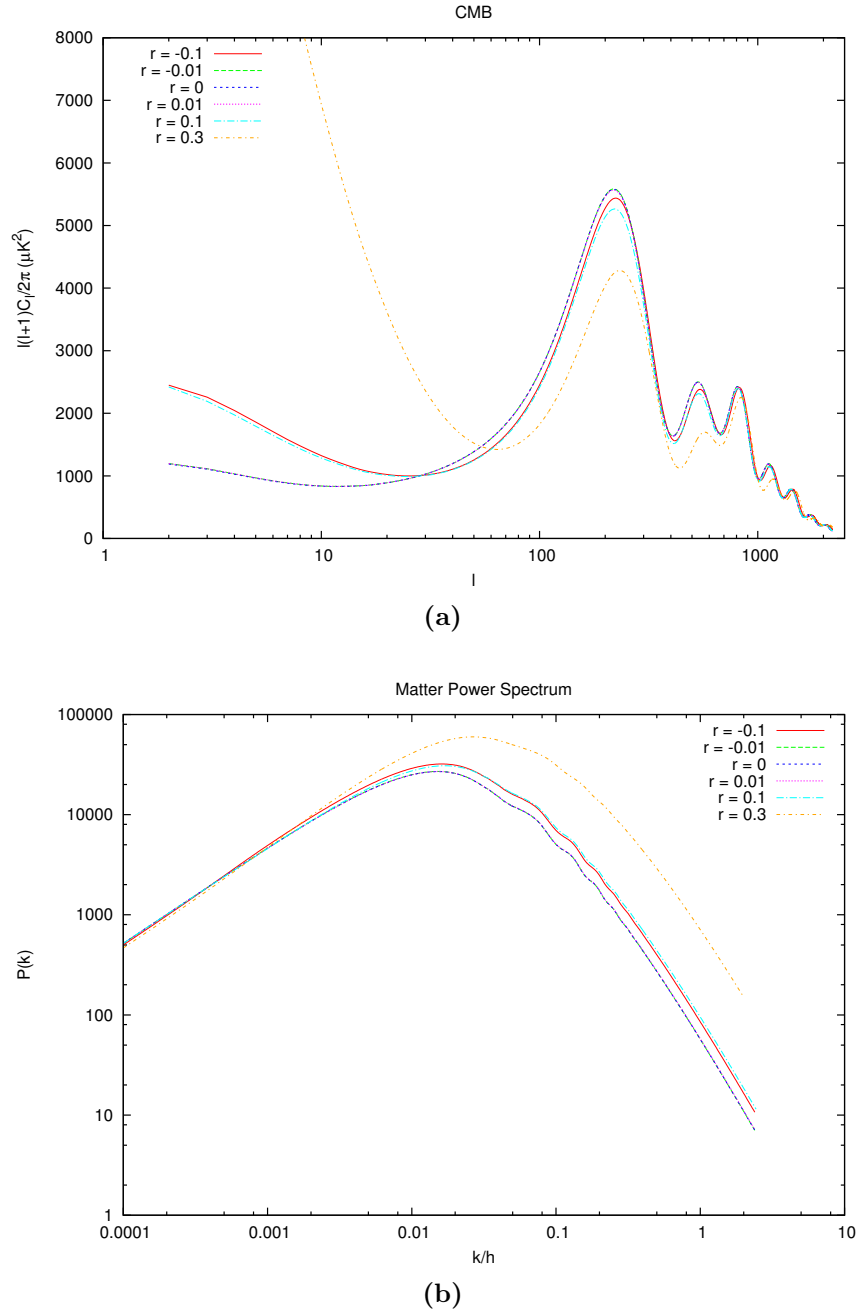 CMB
8000
7000
6000
5000
4000
3000
2000
1000
0
l(l+1)Cl/2π (μK²)
r = -0.1
r = -0.01
r = 0
r = 0.01
r = 0.1
r = 0.3
1
10
100
1000
l
(a)
Matter Power Spectrum
100000
10000
1000
100
10
1
P(k)
r = -0.1
r = -0.01
r = 0
r = 0.01
r = 0.1
r = 0.3
0.0001
0.001
0.01
0.1
1
10
k/h
(b)